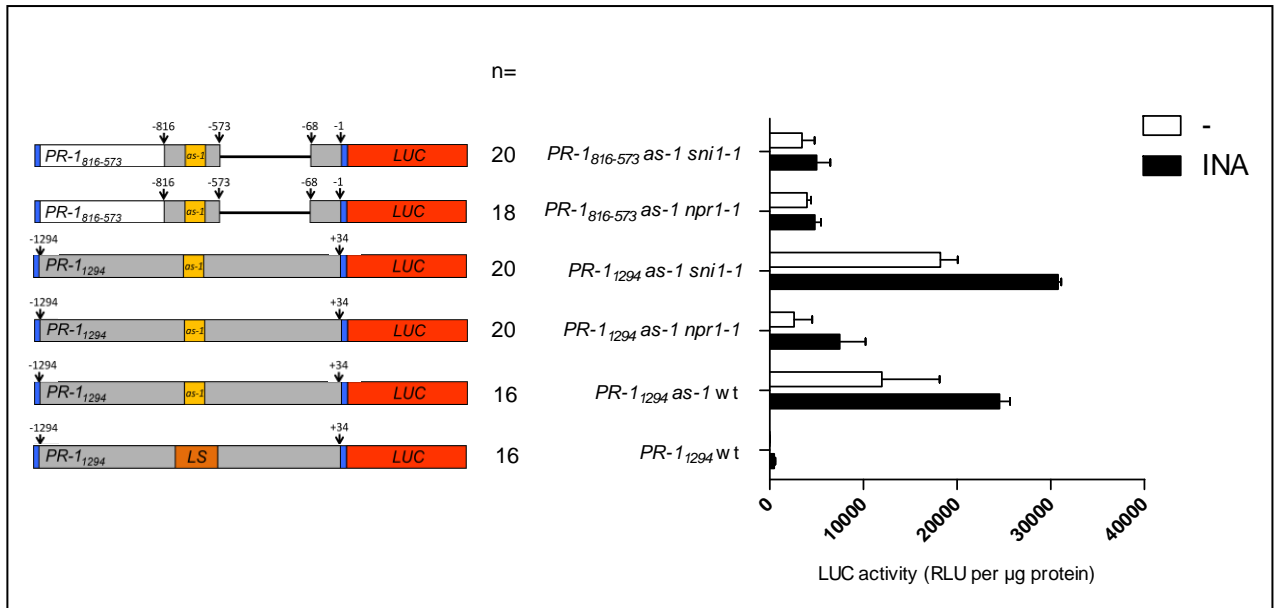 n=
-816 -573 -68 -1
PR-1816-573 as-1 LUC 20 PR-1816-573 as-1 sni1-1
-816 -573 -68 -1
PR-1816-573 as-1 LUC 18 PR-1816-573 as-1 npr1-1
-1294 +34
PR-11294 as-1 LUC 20 PR-11294 as-1 sni1-1
-1294 +34
PR-11294 as-1 LUC 20 PR-11294 as-1 npr1-1
-1294 +34
PR-11294 as-1 LUC 16 PR-11294 as-1 wt
-1294 +34
PR-11294 LS LUC 16 PR-11294 wt
-
INA
0 10000 20000 30000 40000
LUC activity (RLU per µg protein)